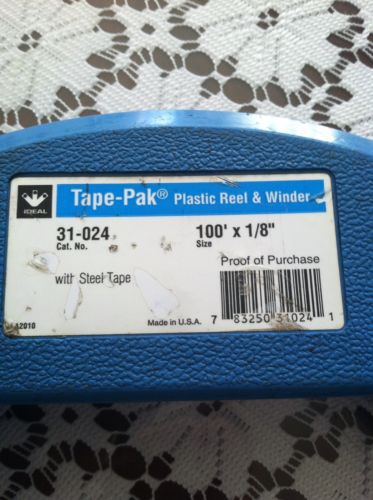 IDEAL
Tape-Pak® Plastic Reel & Winder
31-024
Cat. No.
100' x 1/8"
Size
Proof of Purchase
with Steel Tape
Made in U.S.A.
7 83250 31024 1